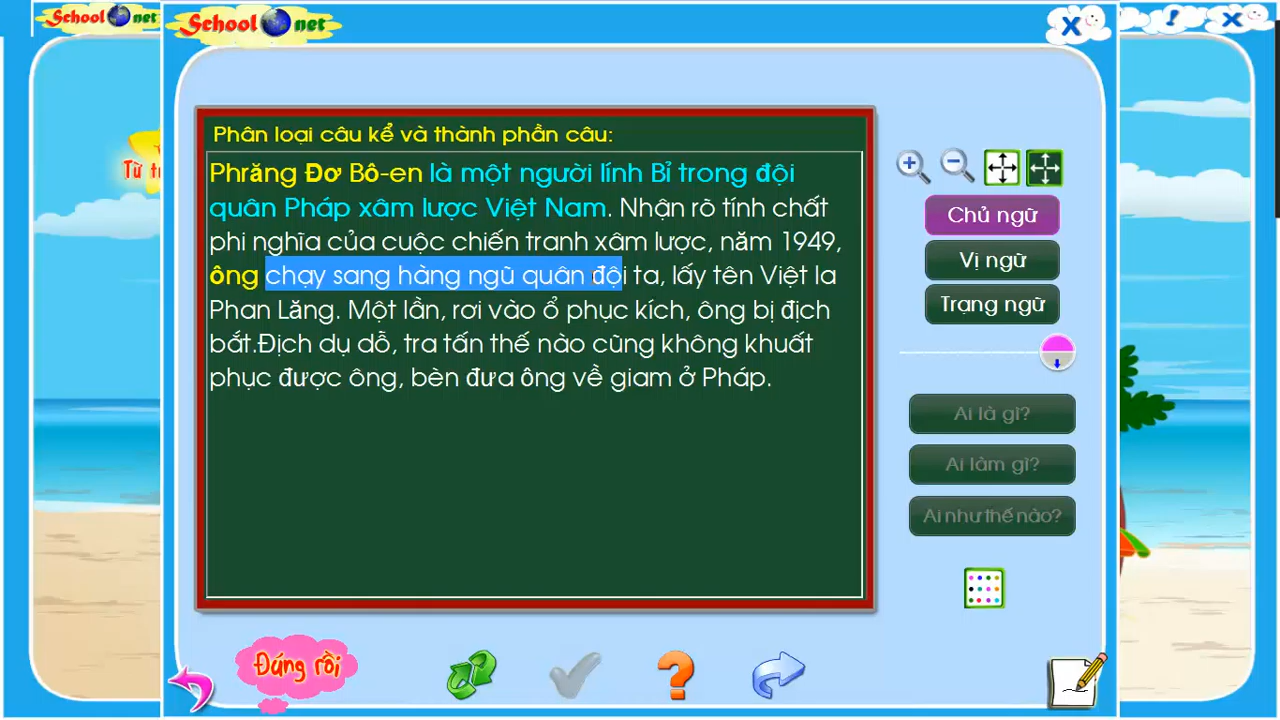 School net
School net
X
!
X
Từ tr
Phân loại câu kể và thành phần câu:
Phrăng Đơ Bô-en là một người lính Bỉ trong đội
quân Pháp xâm lược Việt Nam. Nhận rõ tính chất
phi nghĩa của cuộc chiến tranh xâm lược, năm 1949,
ông chạy sang hàng ngũ quân đội ta, lấy tên Việt la
Phan Lăng. Một lần, rơi vào ổ phục kích, ông bị địch
bắt.Địch dụ dỗ, tra tấn thế nào cũng không khuất
phục được ông, bèn đưa ông về giam ở Pháp.
Chủ ngữ
Vị ngữ
Trạng ngữ
Ai là gì?
Ai làm gì?
Ai như thế nào?
Đúng rồi
?